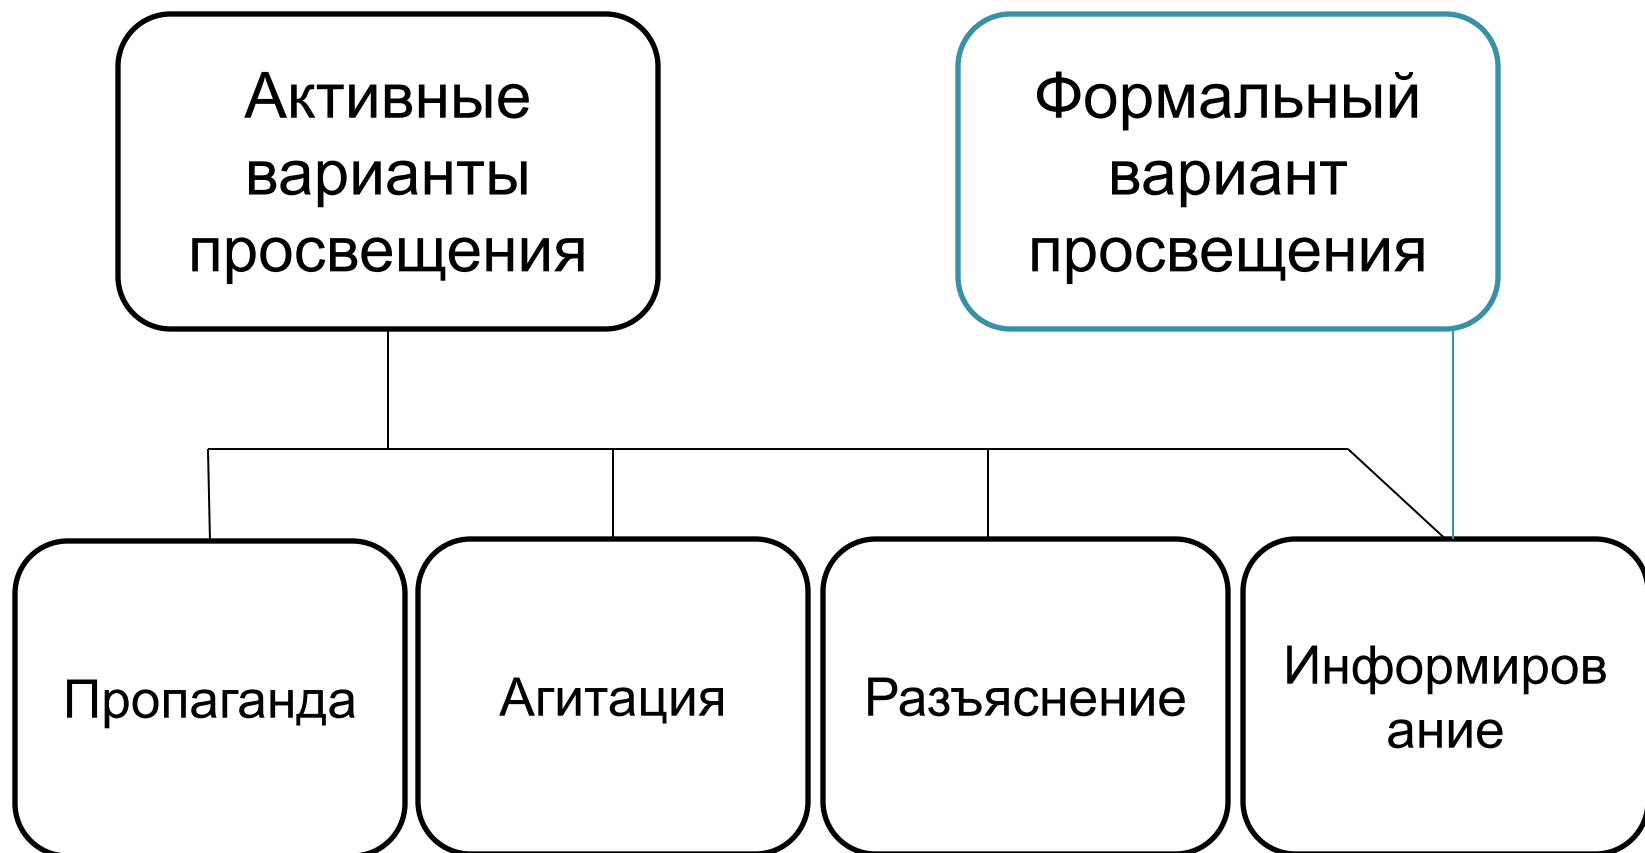 Активные
варианты
просвещения
Формальный
вариант
просвещения
Пропаганда
Агитация
Разъяснение
Информиров
ание